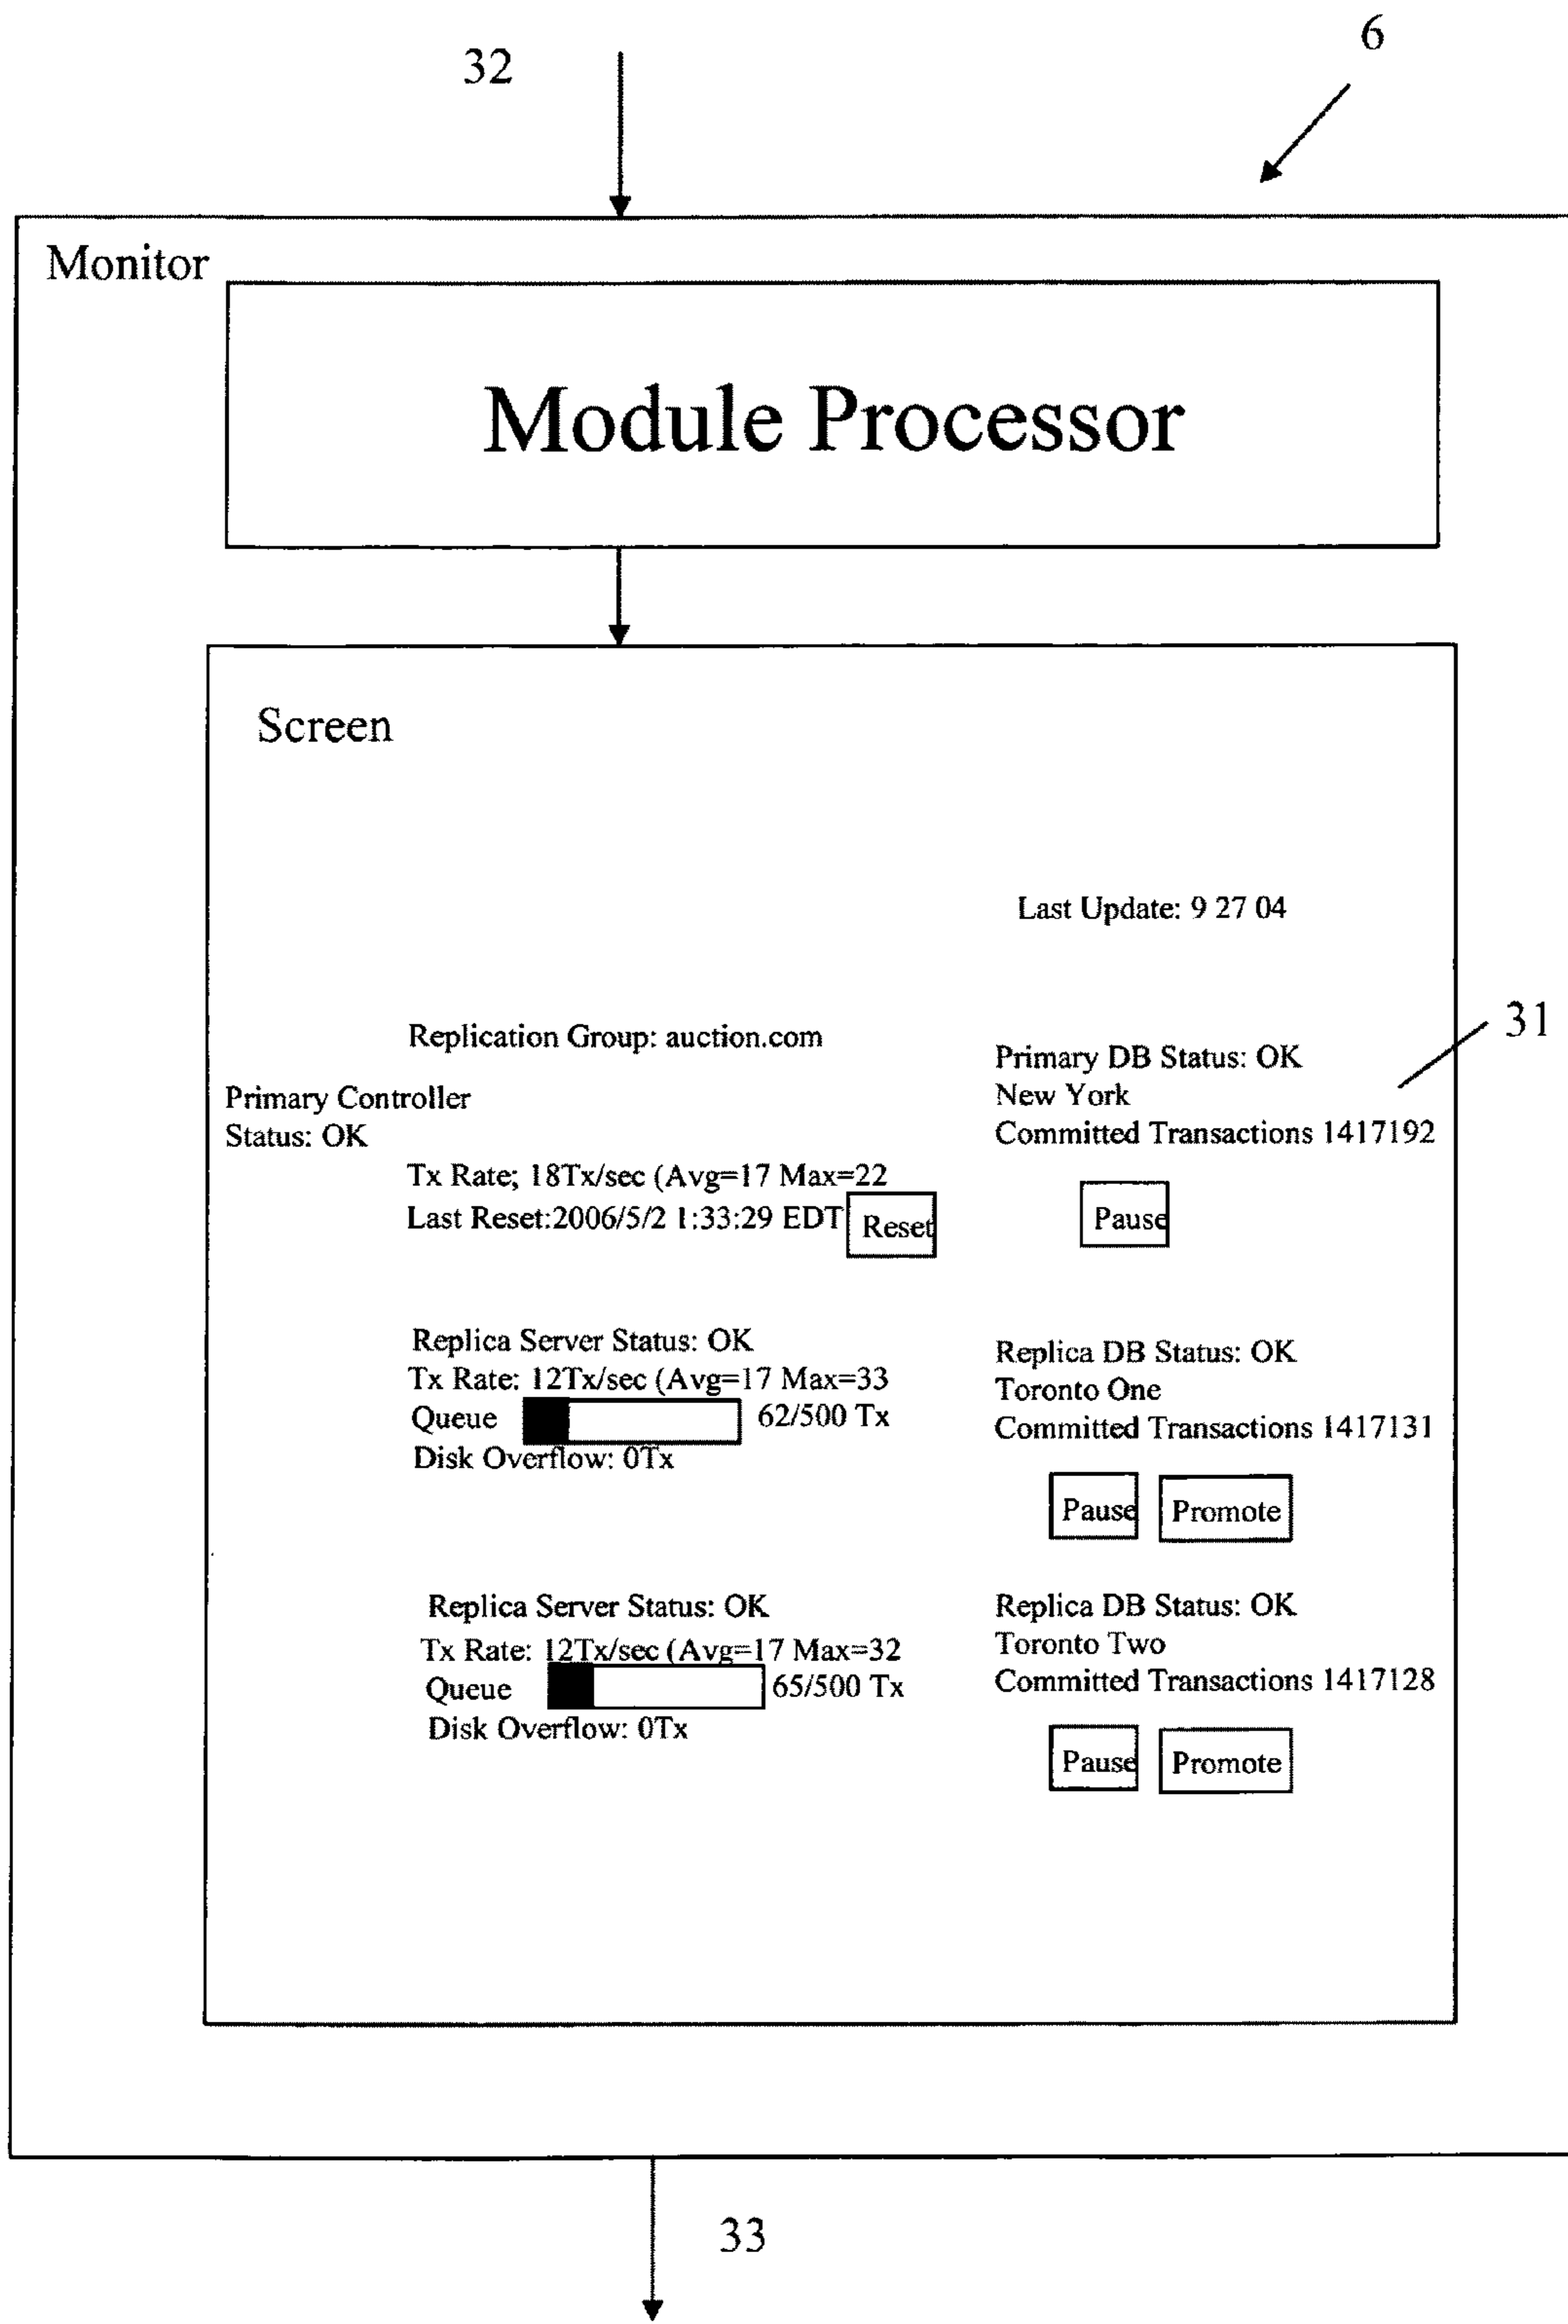 32
6
Monitor
Module Processor
Screen
Last Update: 9 27 04
31
Replication Group: auction.com
Primary Controller
Status: OK
Primary DB Status: OK
New York
Committed Transactions 1417192
Tx Rate; 18Tx/sec (Avg=17 Max=22
Last Reset:2006/5/2 1:33:29 EDT
Reset
Pause
Replica Server Status: OK
Tx Rate: 12Tx/sec (Avg=17 Max=33
Queue 62/500 Tx
Disk Overflow: 0Tx
Replica DB Status: OK
Toronto One
Committed Transactions 1417131
Pause
Promote
Replica Server Status: OK
Tx Rate: 12Tx/sec (Avg=17 Max=32
Queue 65/500 Tx
Disk Overflow: 0Tx
Replica DB Status: OK
Toronto Two
Committed Transactions 1417128
Pause
Promote
33